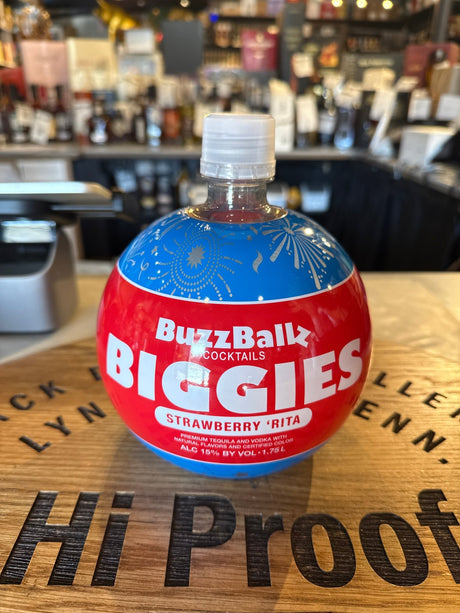 BuzzBallz
COCKTAILS
BIGGIES
STRAWBERRY 'RITA
PREMIUM TEQUILA AND VODKA WITH
NATURAL FLAVORS AND CERTIFIED COLOR
ALC 15% BY VOL • 1.75 L
Hi Proof